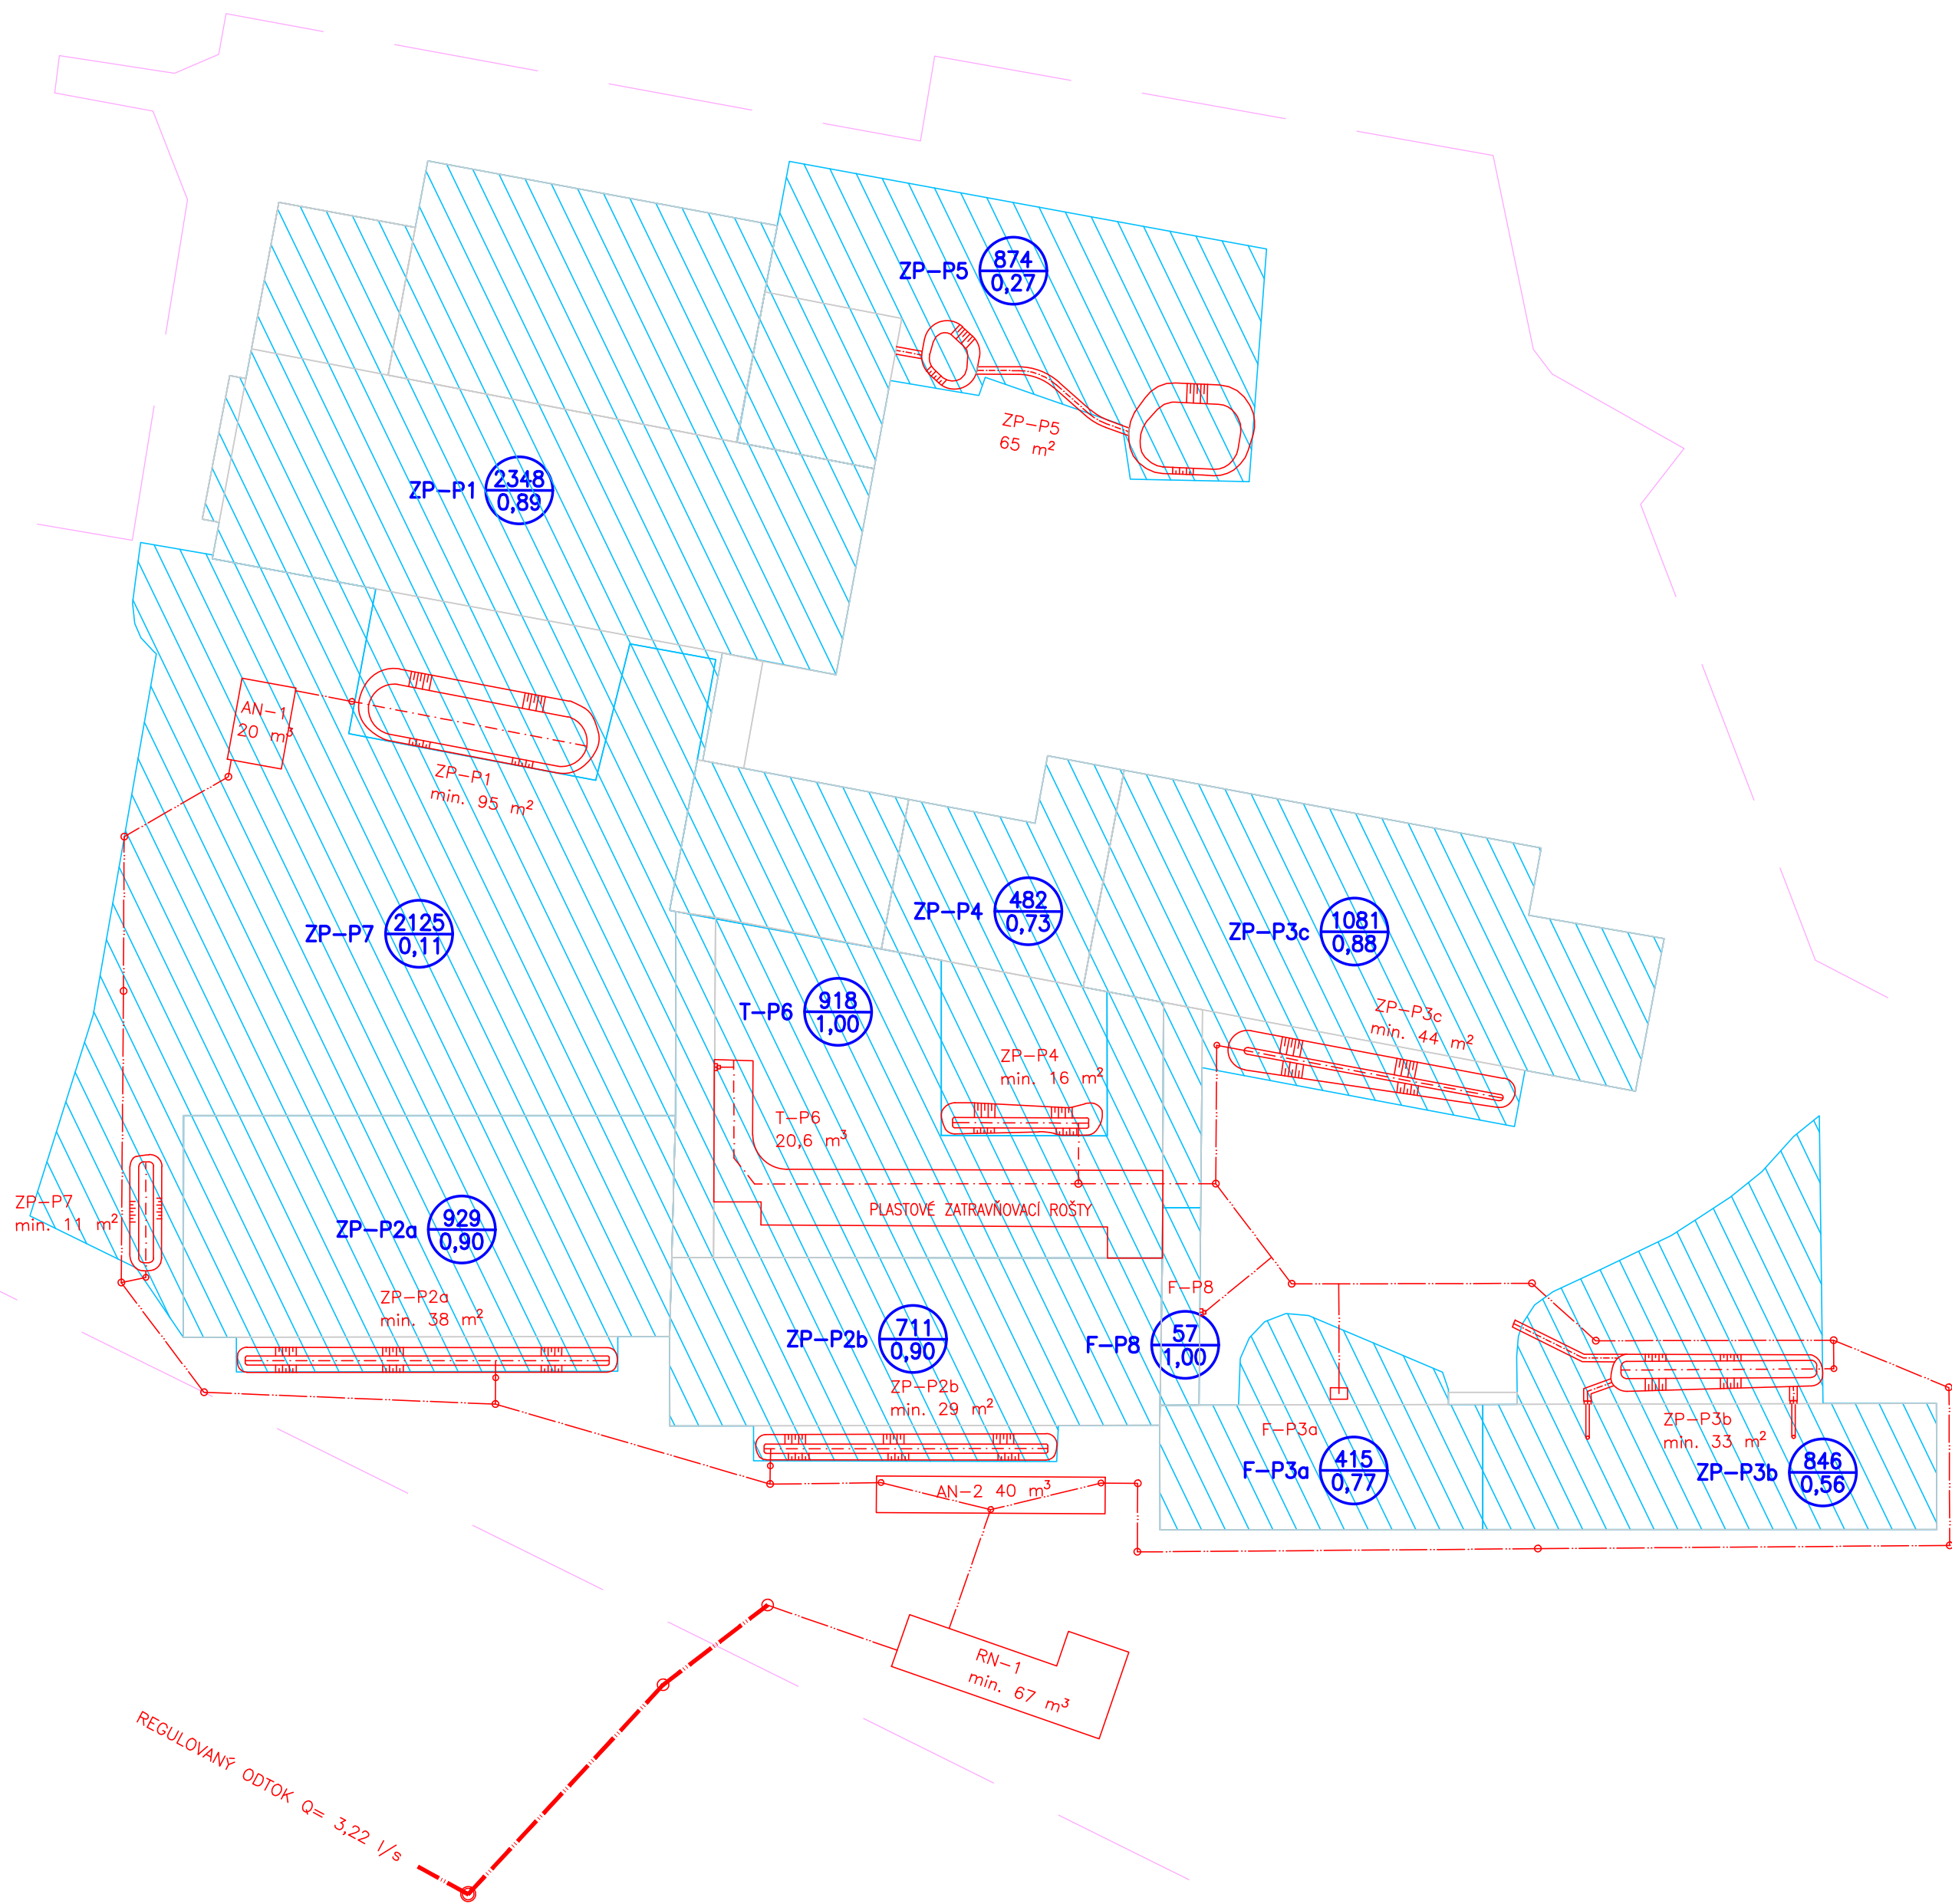 ZP-P5
874
0,27
ZP-P5
65 m²
ZP-P1
2348
0,89
AN-1
20 m³
ZP-P1
min. 95 m²
ZP-P7
2125
0,11
ZP-P4
482
0,73
ZP-P3c
1081
0,88
T-P6
918
1,00
ZP-P3c
min. 44 m²
ZP-P4
min. 16 m²
T-P6
20,6 m³
PLASTOVÉ ZATRAVŇOVACÍ ROŠTY
ZP-P7
min. 11 m²
ZP-P2a
929
0,90
ZP-P2a
min. 38 m²
F-P8
ZP-P2b
711
0,90
F-P8
57
1,00
ZP-P2b
min. 29 m²
F-P3a
F-P3a
415
0,77
ZP-P3b
min. 33 m²
ZP-P3b
846
0,56
AN-2 40 m³
RN-1
min. 67 m³
REGULOVANÝ ODTOK Q= 3,22 l/s